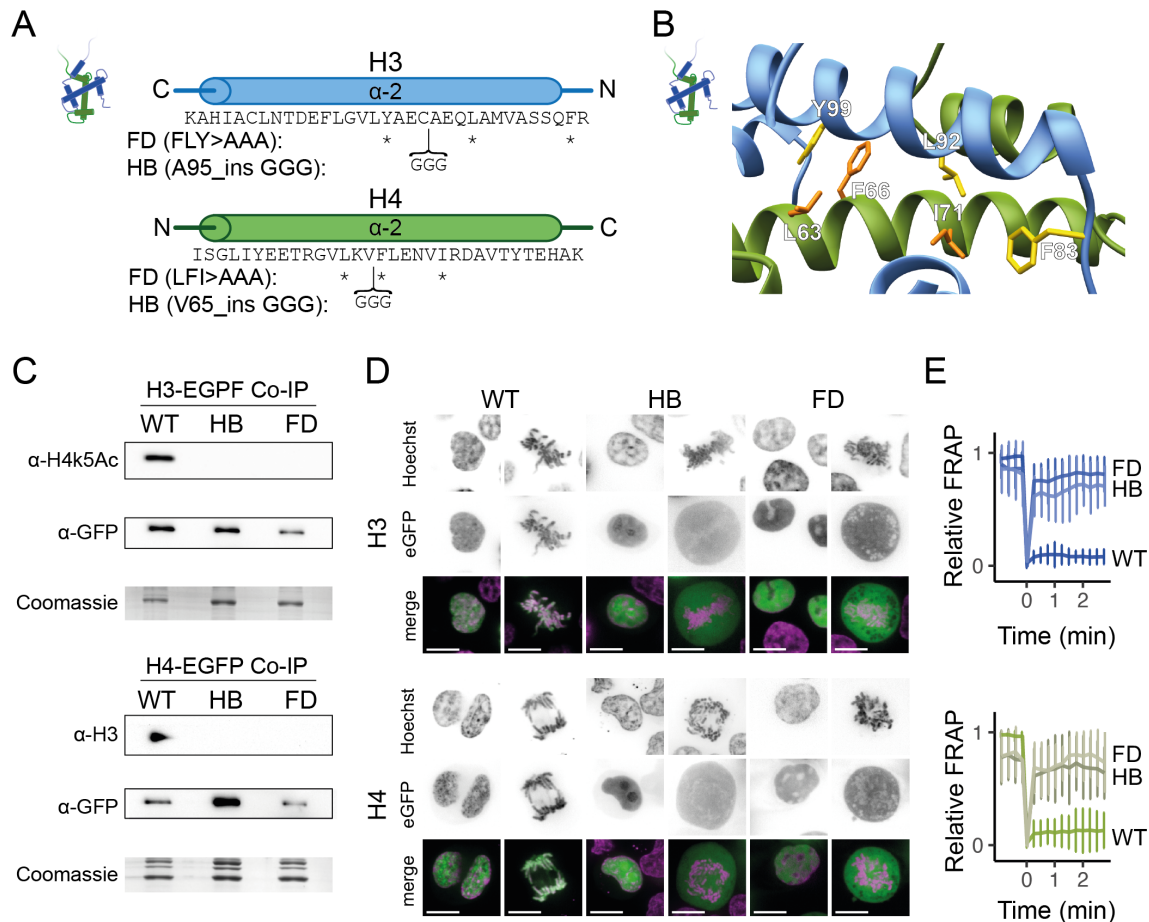 A
H3
C
α-2
N
KAHIACLNTDEFLGVLYAECAEQLAMVASSQFR
FD (FLY>AAA):
* * *
HB (A95_ins GGG):
GGG
H4
N
α-2
C
ISGLIYEETRGVLKVFLENVIRDAVTYTEHAK
FD (LFI>AAA):
* * *
HB (V65_ins GGG):
GGG
B
Y99
L92
F66
L63
I71
F83
C
H3-EGPF Co-IP
WT HB FD
α-H4k5Ac
α-GFP
Coomassie
H4-EGFP Co-IP
WT HB FD
α-H3
α-GFP
Coomassie
D
WT HB FD
H3
Hoechst
eGFP
merge
H4
Hoechst
eGFP
merge
E
Relative FRAP
1
0
FD
HB
WT
0 1 2
Time (min)
Relative FRAP
1
0
FD
HB
WT
0 1 2
Time (min)